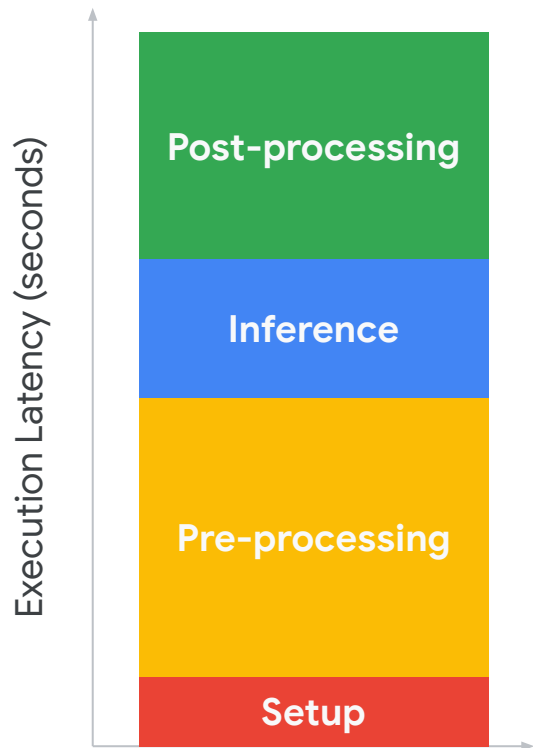 Execution Latency (seconds)
Post-processing
Inference
Pre-processing
Setup